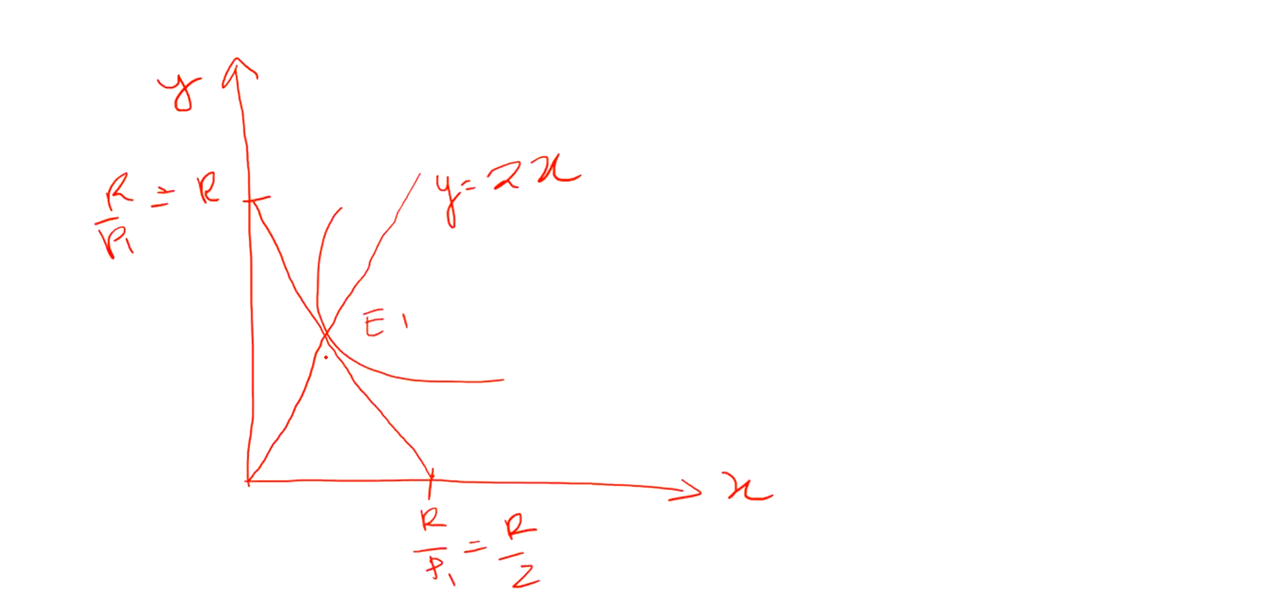 y
R/P1 = R
y=2x
E1
x
R/P1 = R/2